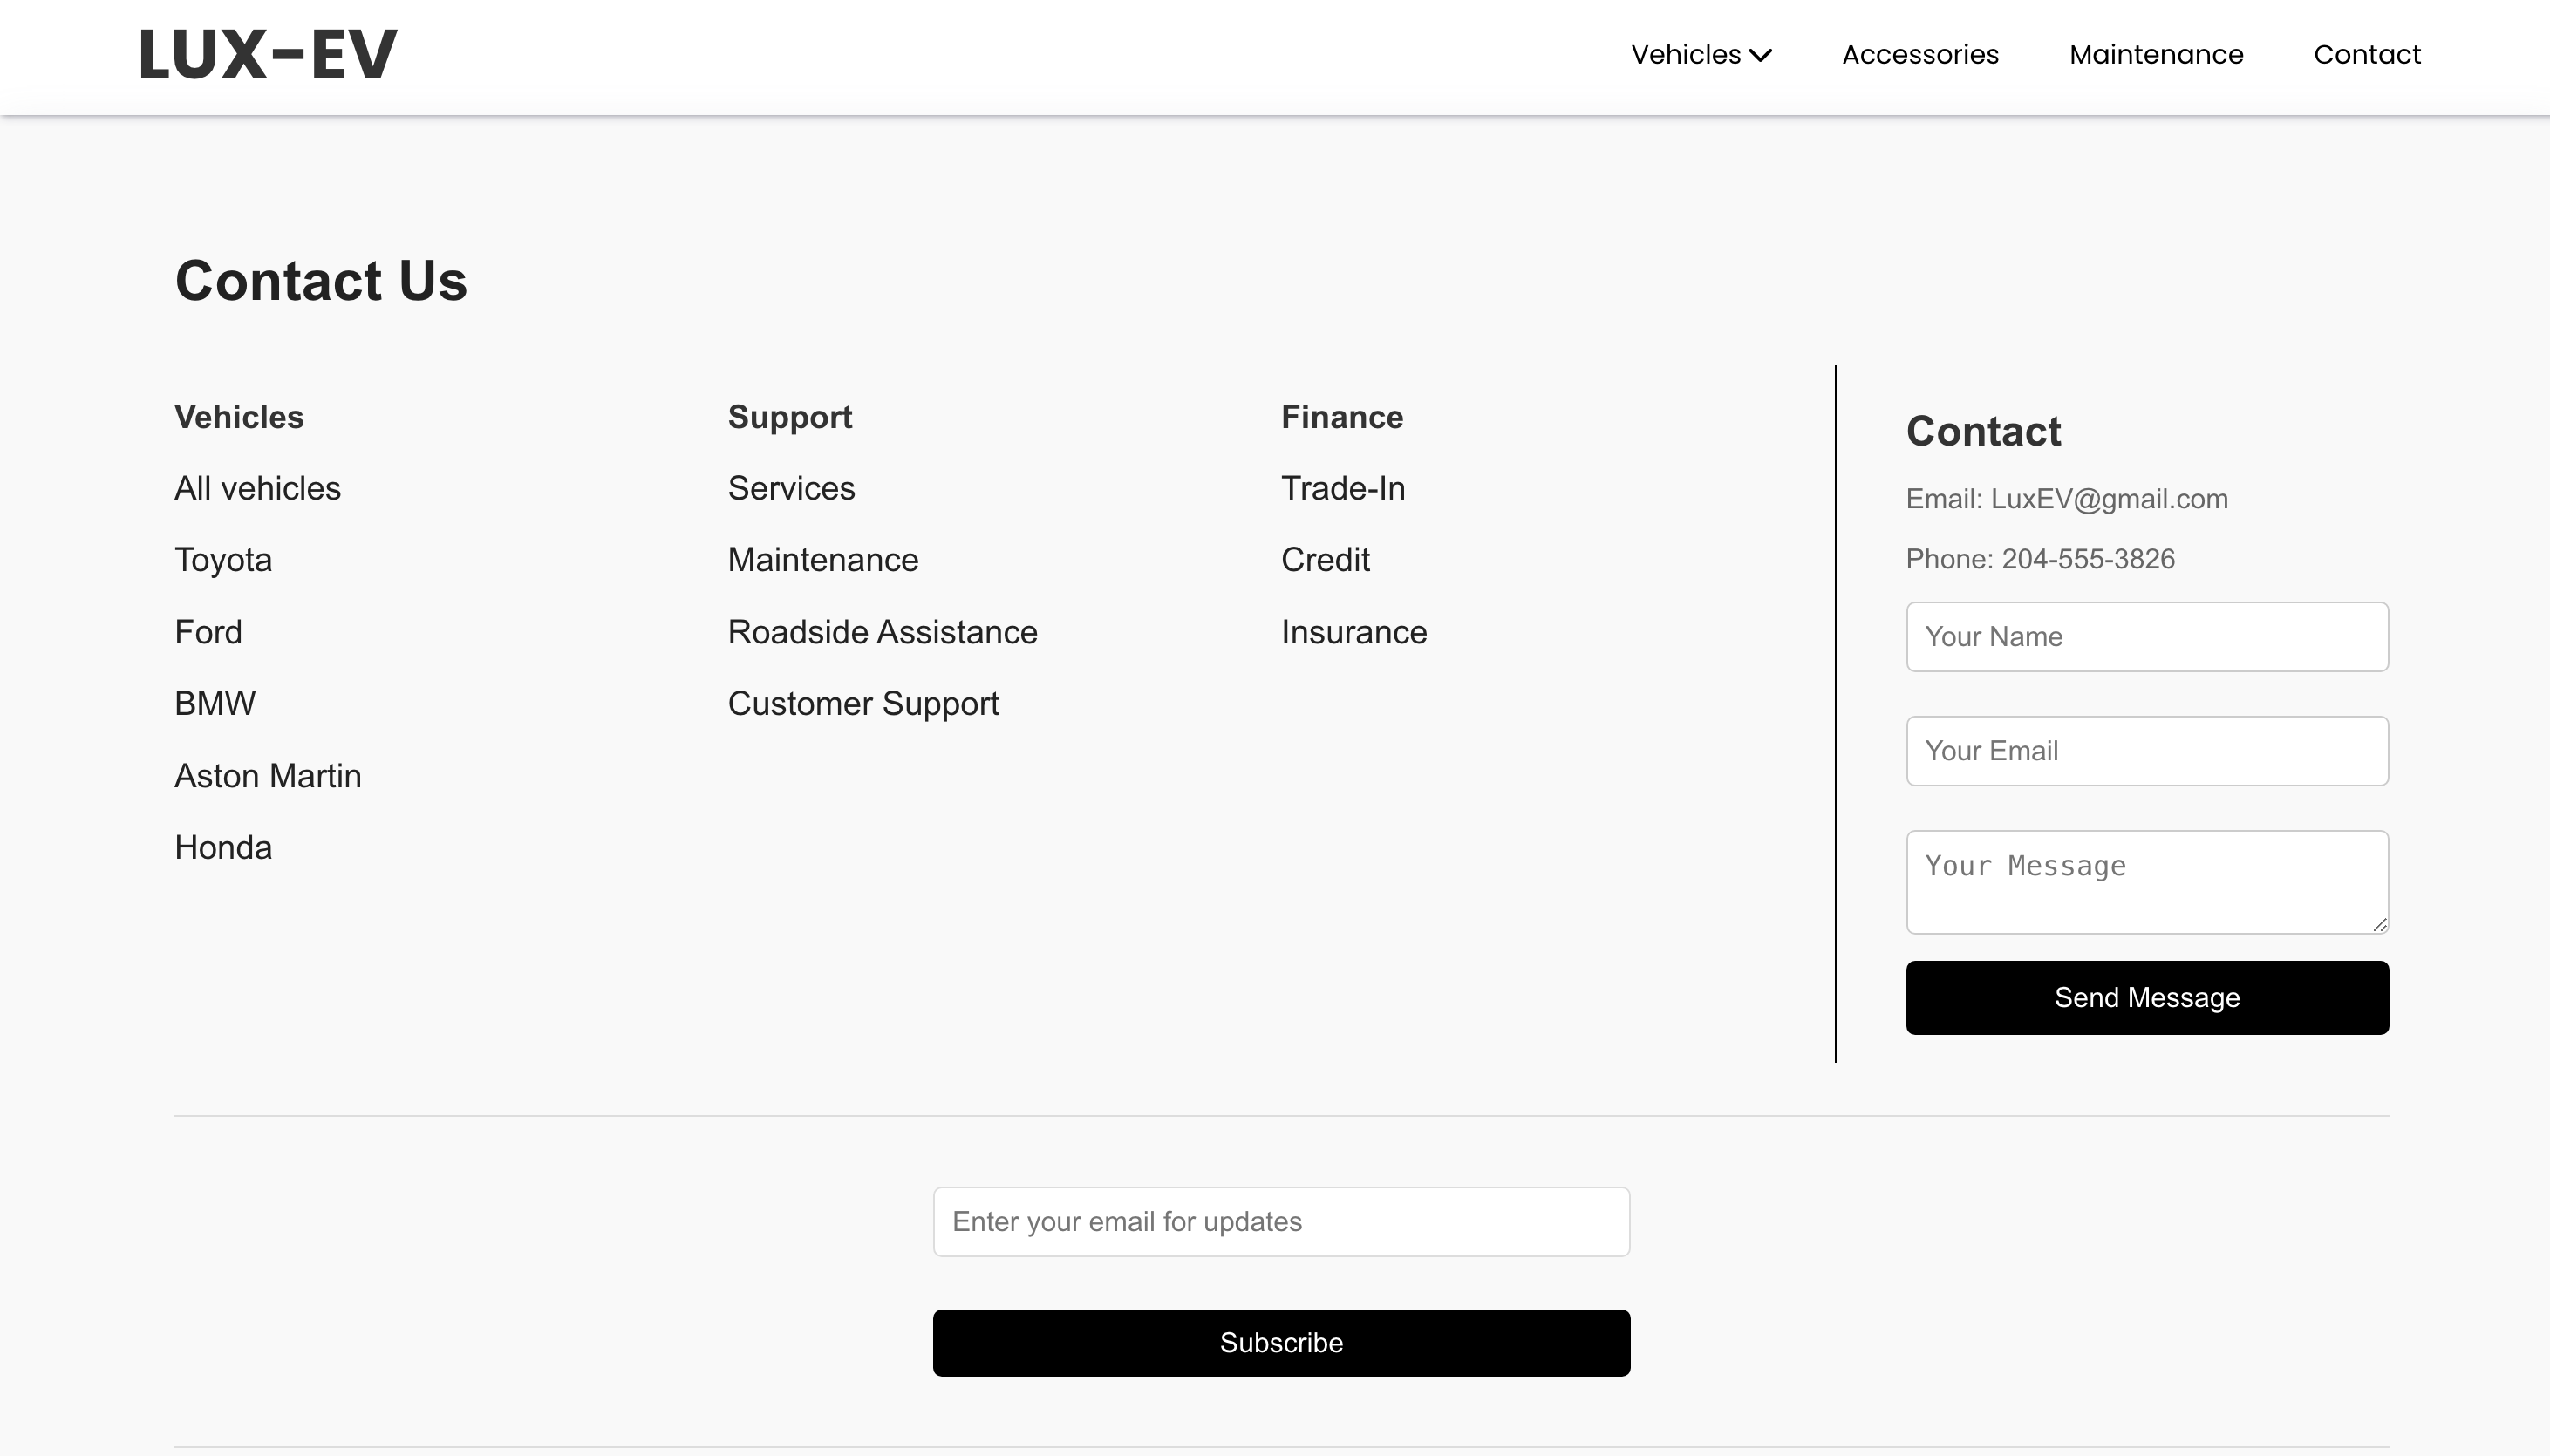 LUX-EV
Vehicles
Accessories
Maintenance
Contact
Contact Us
Vehicles
All vehicles
Toyota
Ford
BMW
Aston Martin
Honda
Support
Services
Maintenance
Roadside Assistance
Customer Support
Finance
Trade-In
Credit
Insurance
Contact
Email: LuxEV@gmail.com
Phone: 204-555-3826
Your Name
Your Email
Your Message
Send Message
Enter your email for updates
Subscribe